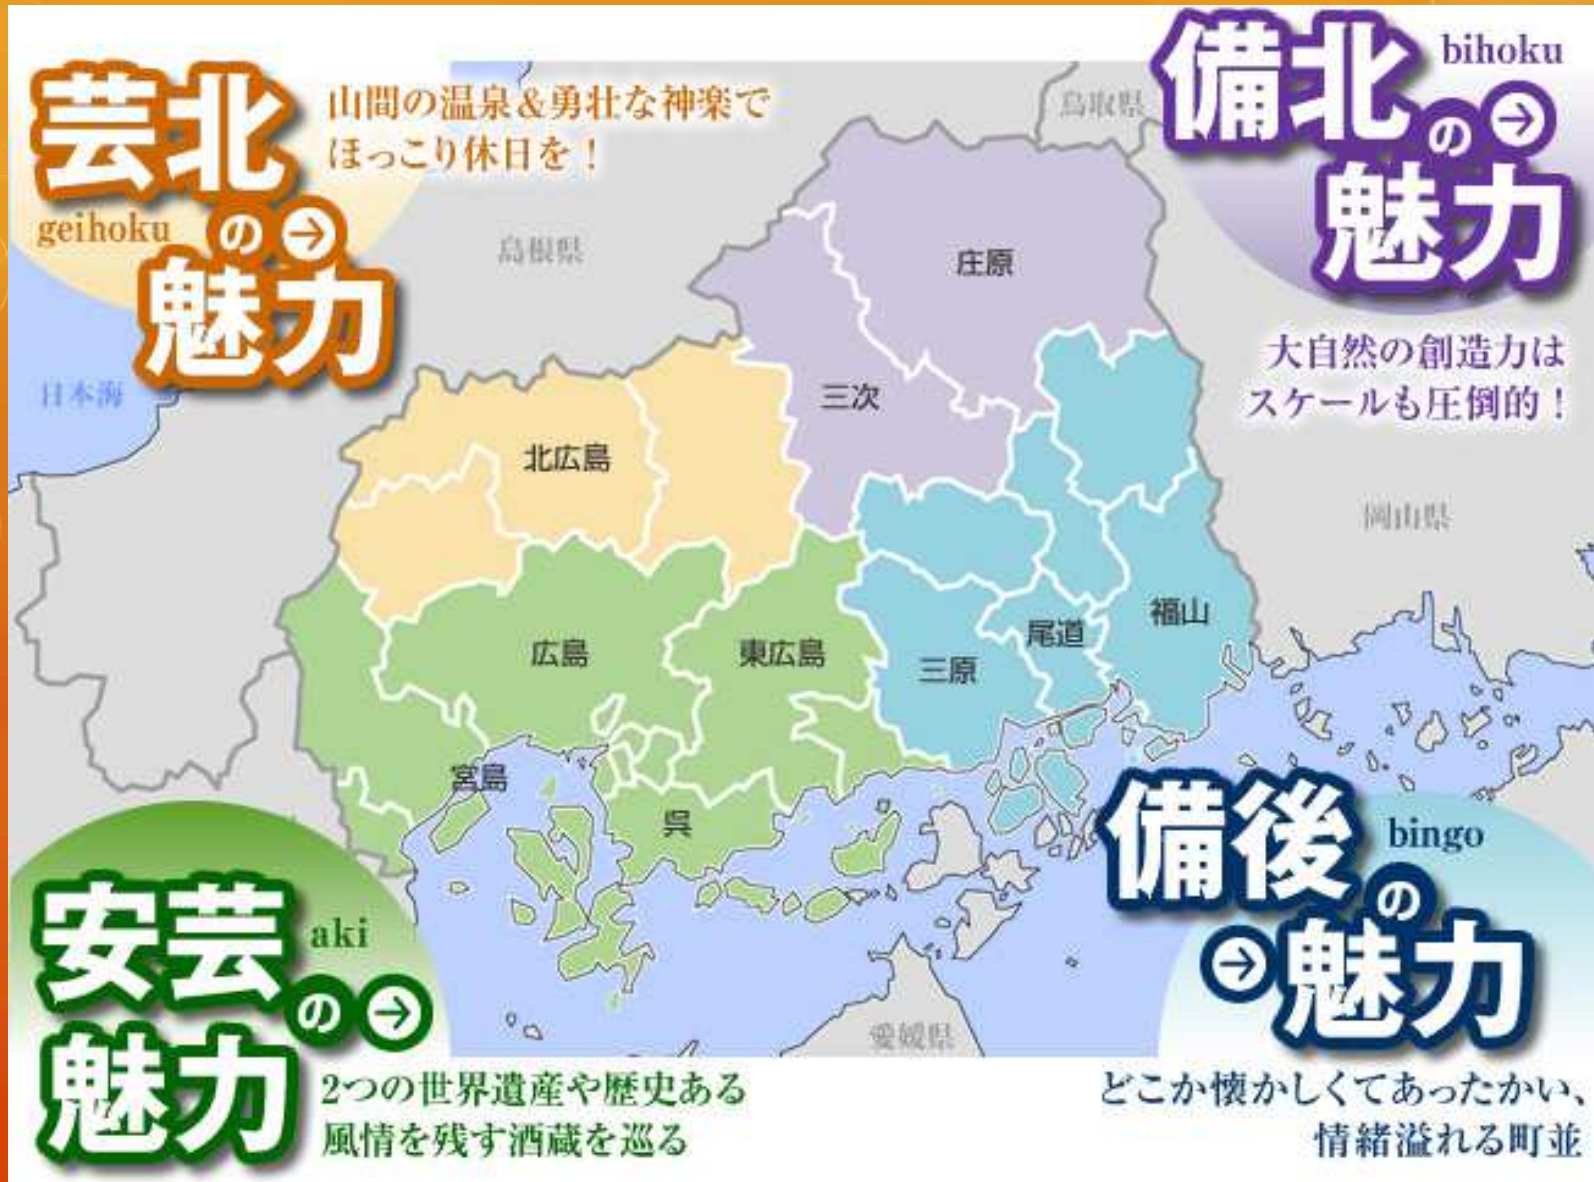 芸北
geihoku
の
魅力
山間の温泉&勇壮な神楽で
ほっこり休日を！
備北
bihoku
の
魅力
大自然の創造力は
スケールも圧倒的！
鳥取県
島根県
日本海
岡山県
愛媛県
庄原
三次
北広島
広島
東広島
三原
尾道
福山
宮島
呉
安芸
aki
の
魅力
2つの世界遺産や歴史ある
風情を残す酒蔵を巡る
備後
bingo
の
魅力
どこか懐かしくてあったかい、
情緒溢れる町並